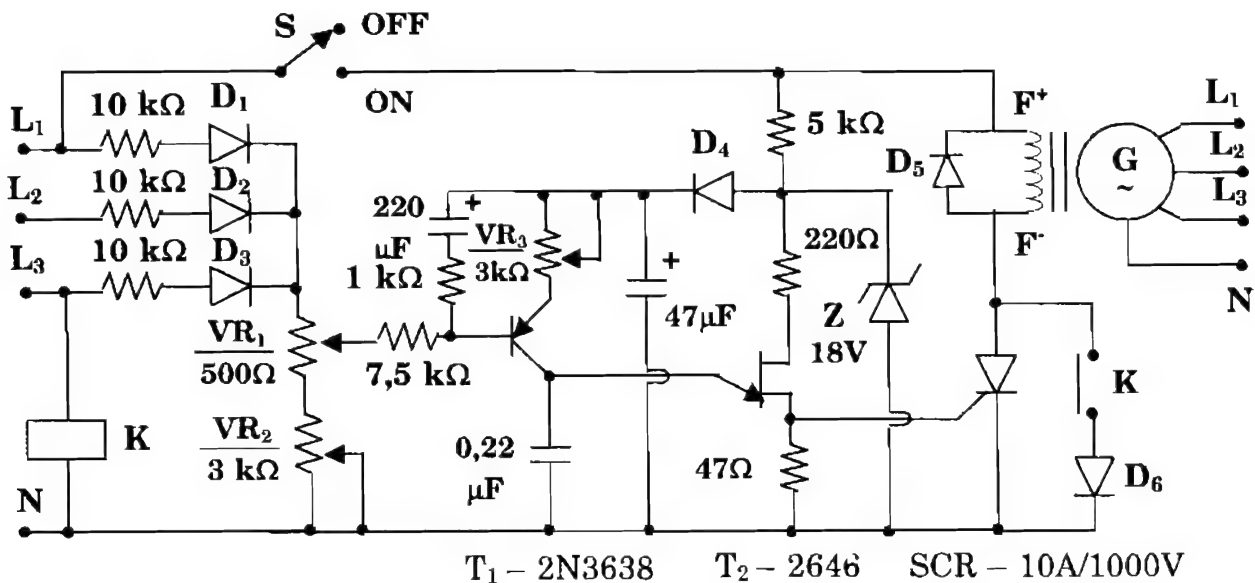 S OFF
ON
10 kΩ D₁
L₁
10 kΩ D₂
L₂
10 kΩ D₃
L₃
VR₁
500Ω
VR₂
3 kΩ
K
N
220
µF
+
1 kΩ
VR₃
3kΩ
7,5 kΩ
0,22
µF
+
47µF
D₄
5 kΩ
220Ω
47Ω
Z
18V
D₅
F⁺
F⁻
G
~
L₁
L₂
L₃
N
K
D₆
T₁ – 2N3638 T₂ – 2646 SCR – 10A/1000V